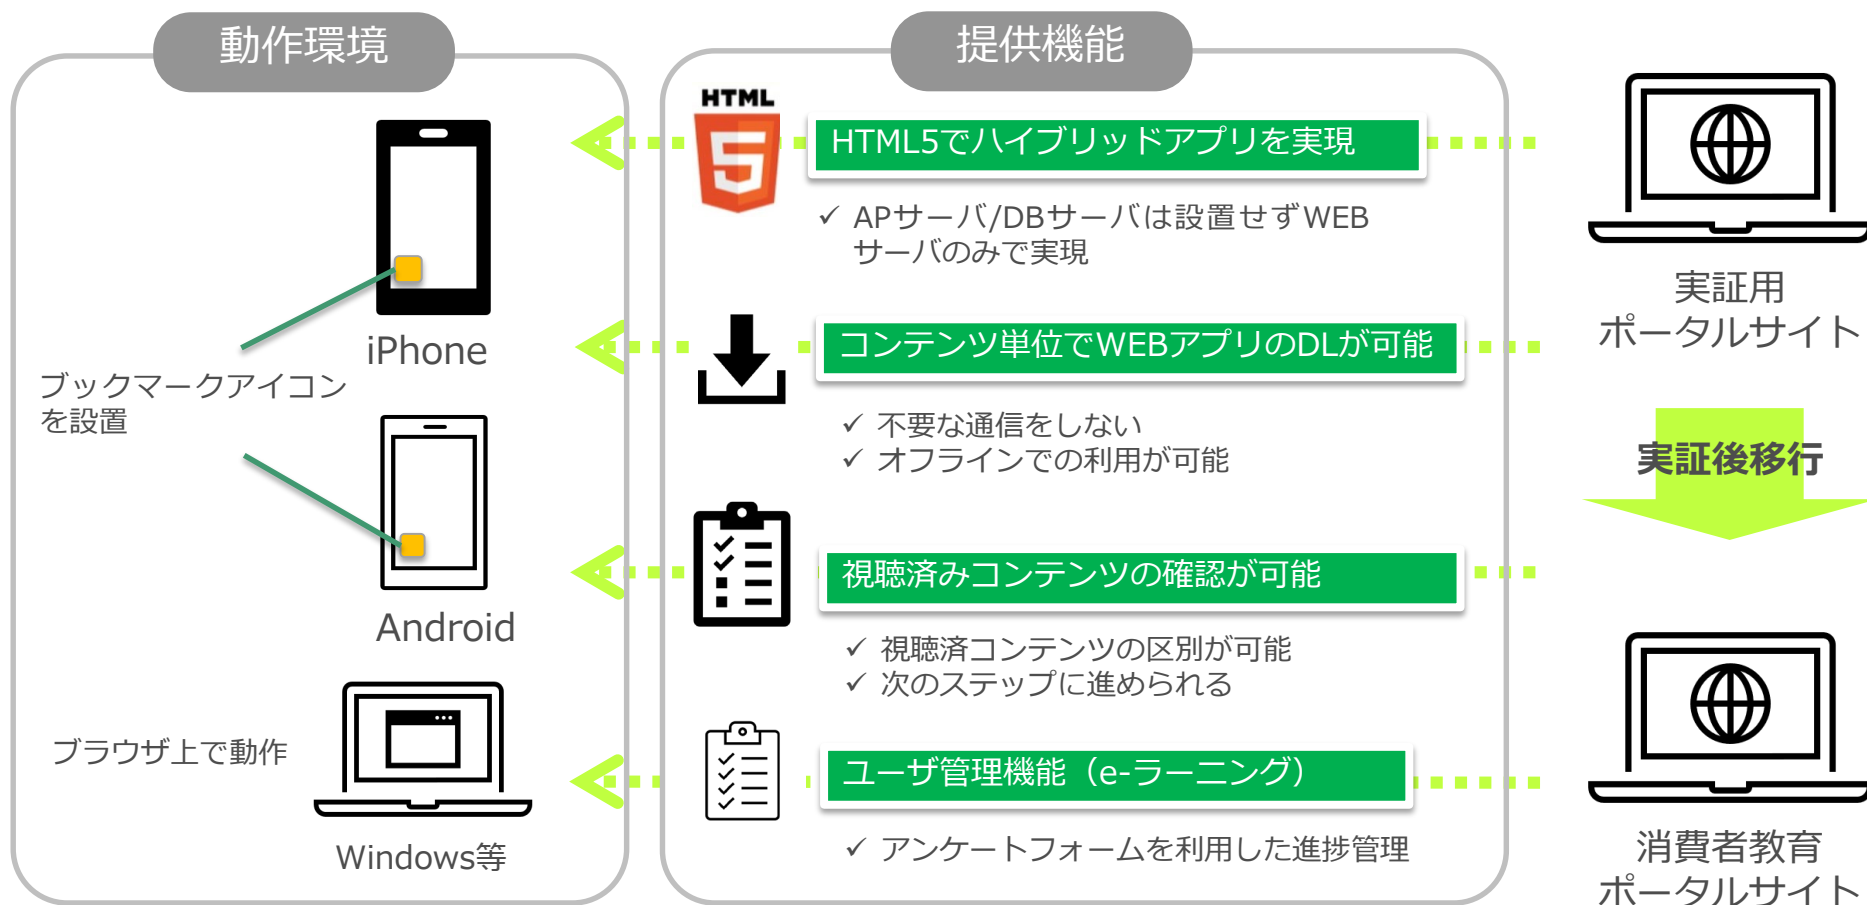 動作環境
iPhone
ブックマークアイコン
を設置
Android
ブラウザ上で動作
Windows等
提供機能
HTML
5
HTML5でハイブリッドアプリを実現
✓ APサーバ/DBサーバは設置せずWEB
サーバのみで実現
コンテンツ単位でWEBアプリのDLが可能
✓ 不要な通信をしない
✓ オフラインでの利用が可能
視聴済みコンテンツの確認が可能
✓ 視聴済コンテンツの区別が可能
✓ 次のステップに進められる
ユーザ管理機能（e-ラーニング）
✓ アンケートフォームを利用した進捗管理
実証用
ポータルサイト
実証後移行
消費者教育
ポータルサイト